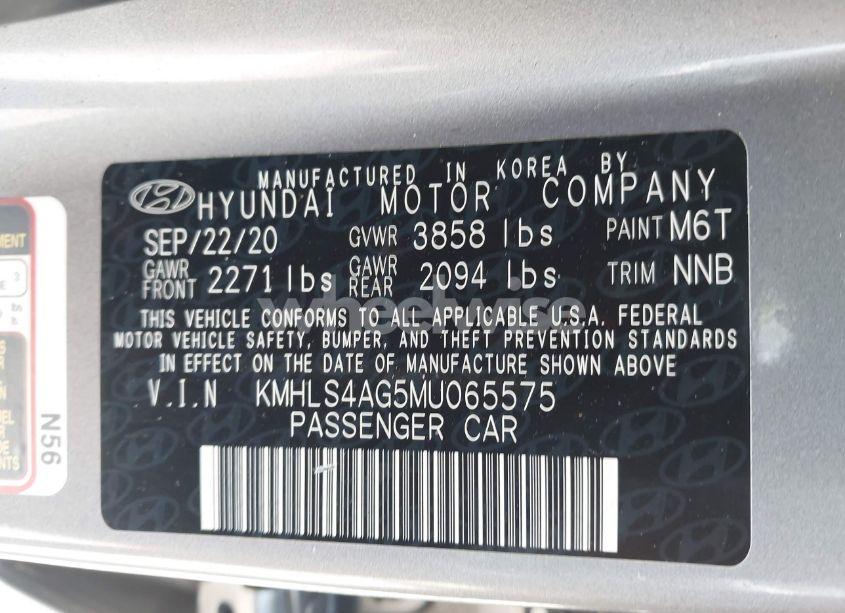 MANUFACTURED IN KOREA BY
HYUNDAI MOTOR COMPANY
SEP/22/20 GVWR 3858 lbs PAINT M6T
GAWR FRONT 2271 lbs GAWR REAR 2094 lbs TRIM NNB
THIS VEHICLE CONFORMS TO ALL APPLICABLE U.S.A. FEDERAL
MOTOR VEHICLE SAFETY, BUMPER, AND THEFT PREVENTION STANDARDS
IN EFFECT ON THE DATE OF MANUFACTURE SHOWN ABOVE
V.I.N KMHLS4AG5MU065575
PASSENGER CAR
wheelwise
N56